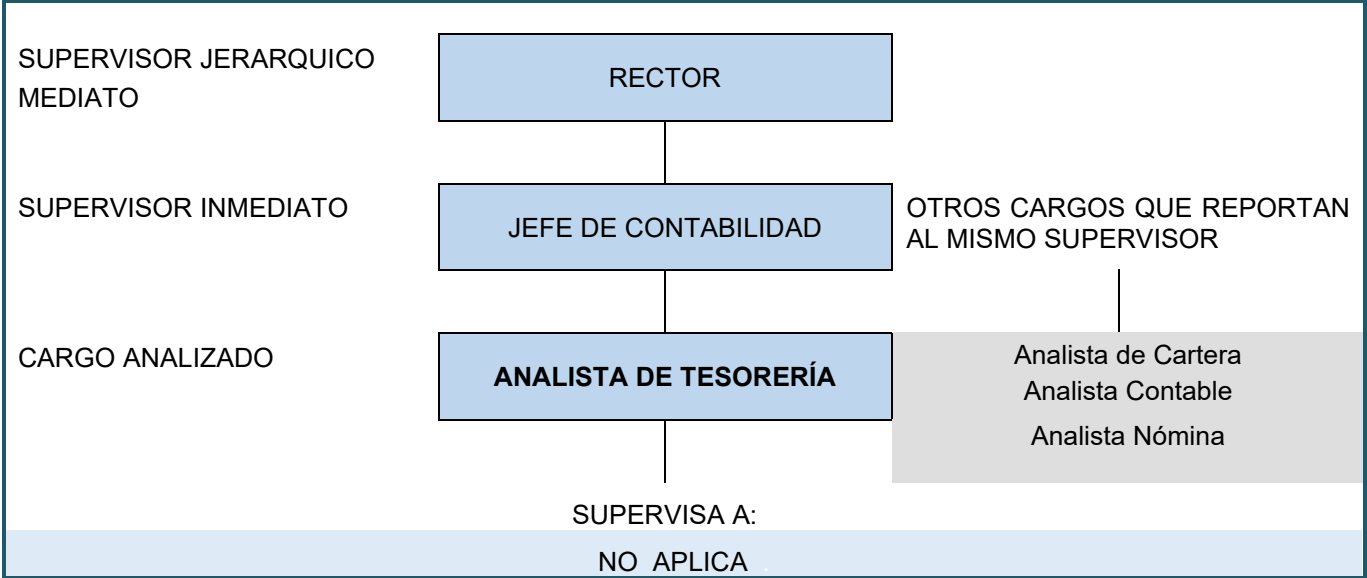 SUPERVISOR JERARQUICO
MEDIATO
RECTOR
SUPERVISOR INMEDIATO
JEFE DE CONTABILIDAD
OTROS CARGOS QUE REPORTAN
AL MISMO SUPERVISOR
CARGO ANALIZADO
ANALISTA DE TESORERÍA
Analista de Cartera
Analista Contable
Analista Nómina
SUPERVISA A:
NO APLICA .